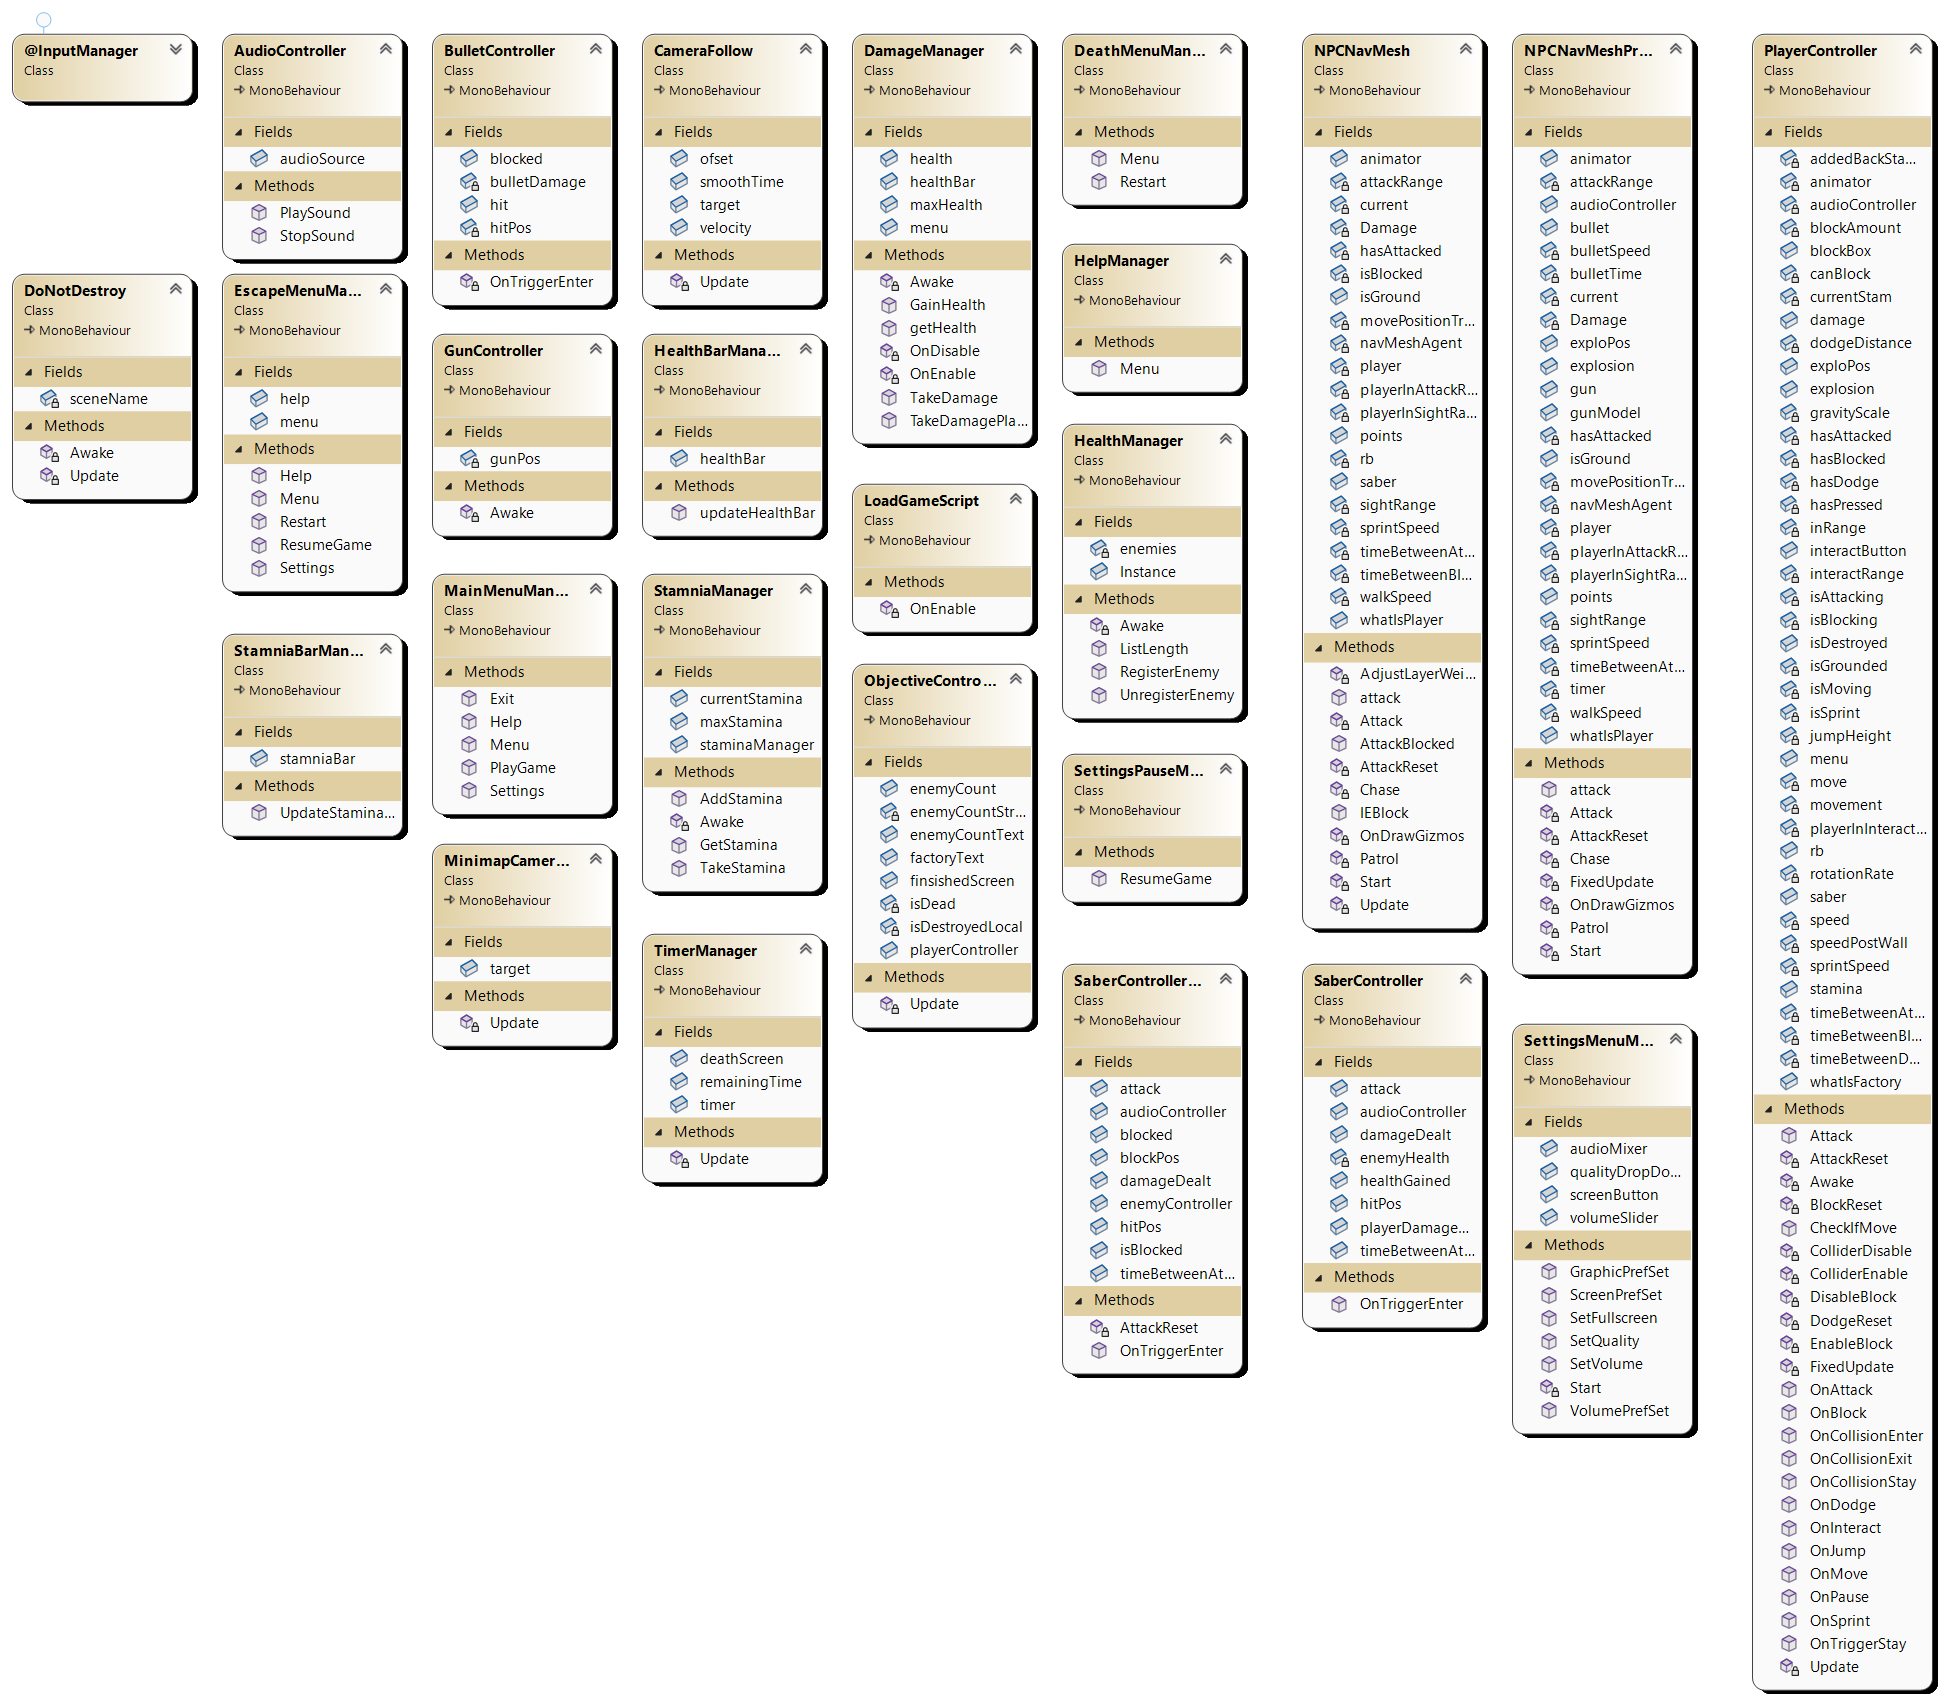 @InputManager
Class
AudioController
Class
MonoBehaviour
Fields
audioSource
Methods
PlaySound
StopSound
BulletController
Class
MonoBehaviour
Fields
blocked
bulletDamage
hit
hitPos
Methods
OnTriggerEnter
CameraFollow
Class
MonoBehaviour
Fields
ofset
smoothTime
target
velocity
Methods
Update
DamageManager
Class
MonoBehaviour
Fields
health
healthBar
maxHealth
menu
Methods
Awake
GainHealth
getHealth
OnDisable
OnEnable
TakeDamage
TakeDamagePla...
DeathMenuMan...
Class
MonoBehaviour
Methods
Menu
Restart
NPCNavMesh
Class
MonoBehaviour
Fields
animator
attackRange
current
Damage
hasAttacked
isBlocked
isGround
movePositionTr...
navMeshAgent
player
playerInAttackR...
playerInSightRa...
points
rb
saber
sightRange
sprintSpeed
timeBetweenAt...
timeBetweenBl...
walkSpeed
whatIsPlayer
Methods
AdjustLayerWei...
attack
Attack
AttackBlocked
AttackReset
Chase
IEBlock
OnDrawGizmos
Patrol
Start
Update
NPCNavMeshPr...
Class
MonoBehaviour
Fields
animator
attackRange
audioController
bullet
bulletSpeed
bulletTime
current
Damage
exploPos
explosion
gun
gunModel
hasAttacked
isGround
movePositionTr...
navMeshAgent
player
playerInAttackR...
playerInSightRa...
points
sightRange
sprintSpeed
timeBetweenAt...
timer
walkSpeed
whatIsPlayer
Methods
attack
Attack
AttackReset
Chase
FixedUpdate
OnDrawGizmos
Patrol
Start
PlayerController
Class
MonoBehaviour
Fields
addedBackSta...
animator
audioController
blockAmount
blockBox
canBlock
currentStam
damage
dodgeDistance
exploPos
explosion
gravityScale
hasAttacked
hasBlocked
hasDodge
hasPressed
inRange
interactButton
interactRange
isAttacking
isBlocking
isDestroyed
isGrounded
isMoving
isSprint
jumpHeight
menu
move
movement
playerInInteract...
rb
rotationRate
saber
speed
speedPostWall
sprintSpeed
stamina
timeBetweenAt...
timeBetweenBl...
timeBetweenD...
whatIsFactory
Methods
Attack
AttackReset
Awake
BlockReset
CheckIfMove
ColliderDisable
ColliderEnable
DisableBlock
DodgeReset
EnableBlock
FixedUpdate
OnAttack
OnBlock
OnCollisionEnter
OnCollisionExit
OnCollisionStay
OnDodge
OnInteract
OnJump
OnMove
OnPause
OnSprint
OnTriggerStay
Update
DoNotDestroy
Class
MonoBehaviour
Fields
sceneName
Methods
Awake
Update
EscapeMenuMa...
Class
MonoBehaviour
Fields
help
menu
Methods
Help
Menu
Restart
ResumeGame
Settings
GunController
Class
MonoBehaviour
Fields
gunPos
Methods
Awake
HealthBarMana...
Class
MonoBehaviour
Fields
healthBar
Methods
updateHealthBar
HelpManager
Class
MonoBehaviour
Methods
Menu
LoadGameScript
Class
MonoBehaviour
Methods
OnEnable
HealthManager
Class
MonoBehaviour
Fields
enemies
Instance
Methods
Awake
ListLength
RegisterEnemy
UnregisterEnemy
StamniaBarMan...
Class
MonoBehaviour
Fields
stamniaBar
Methods
UpdateStamina...
MainMenuMan...
Class
MonoBehaviour
Methods
Exit
Help
Menu
PlayGame
Settings
StamniaManager
Class
MonoBehaviour
Fields
currentStamina
maxStamina
staminaManager
Methods
AddStamina
Awake
GetStamina
TakeStamina
ObjectiveContro...
Class
MonoBehaviour
Fields
enemyCount
enemyCountStr...
enemyCountText
factoryText
finsishedScreen
isDead
isDestroyedLocal
playerController
Methods
Update
SettingsPauseM...
Class
MonoBehaviour
Methods
ResumeGame
MinimapCamer...
Class
MonoBehaviour
Fields
target
Methods
Update
TimerManager
Class
MonoBehaviour
Fields
deathScreen
remainingTime
timer
Methods
Update
SaberController...
Class
MonoBehaviour
Fields
attack
audioController
blocked
blockPos
damageDealt
enemyController
hitPos
isBlocked
timeBetweenAt...
Methods
AttackReset
OnTriggerEnter
SaberController
Class
MonoBehaviour
Fields
attack
audioController
damageDealt
enemyHealth
healthGained
hitPos
playerDamage...
timeBetweenAt...
Methods
OnTriggerEnter
SettingsMenuM...
Class
MonoBehaviour
Fields
audioMixer
qualityDropDo...
screenButton
volumeSlider
Methods
GraphicPrefSet
ScreenPrefSet
SetFullscreen
SetQuality
SetVolume
Start
VolumePrefSet